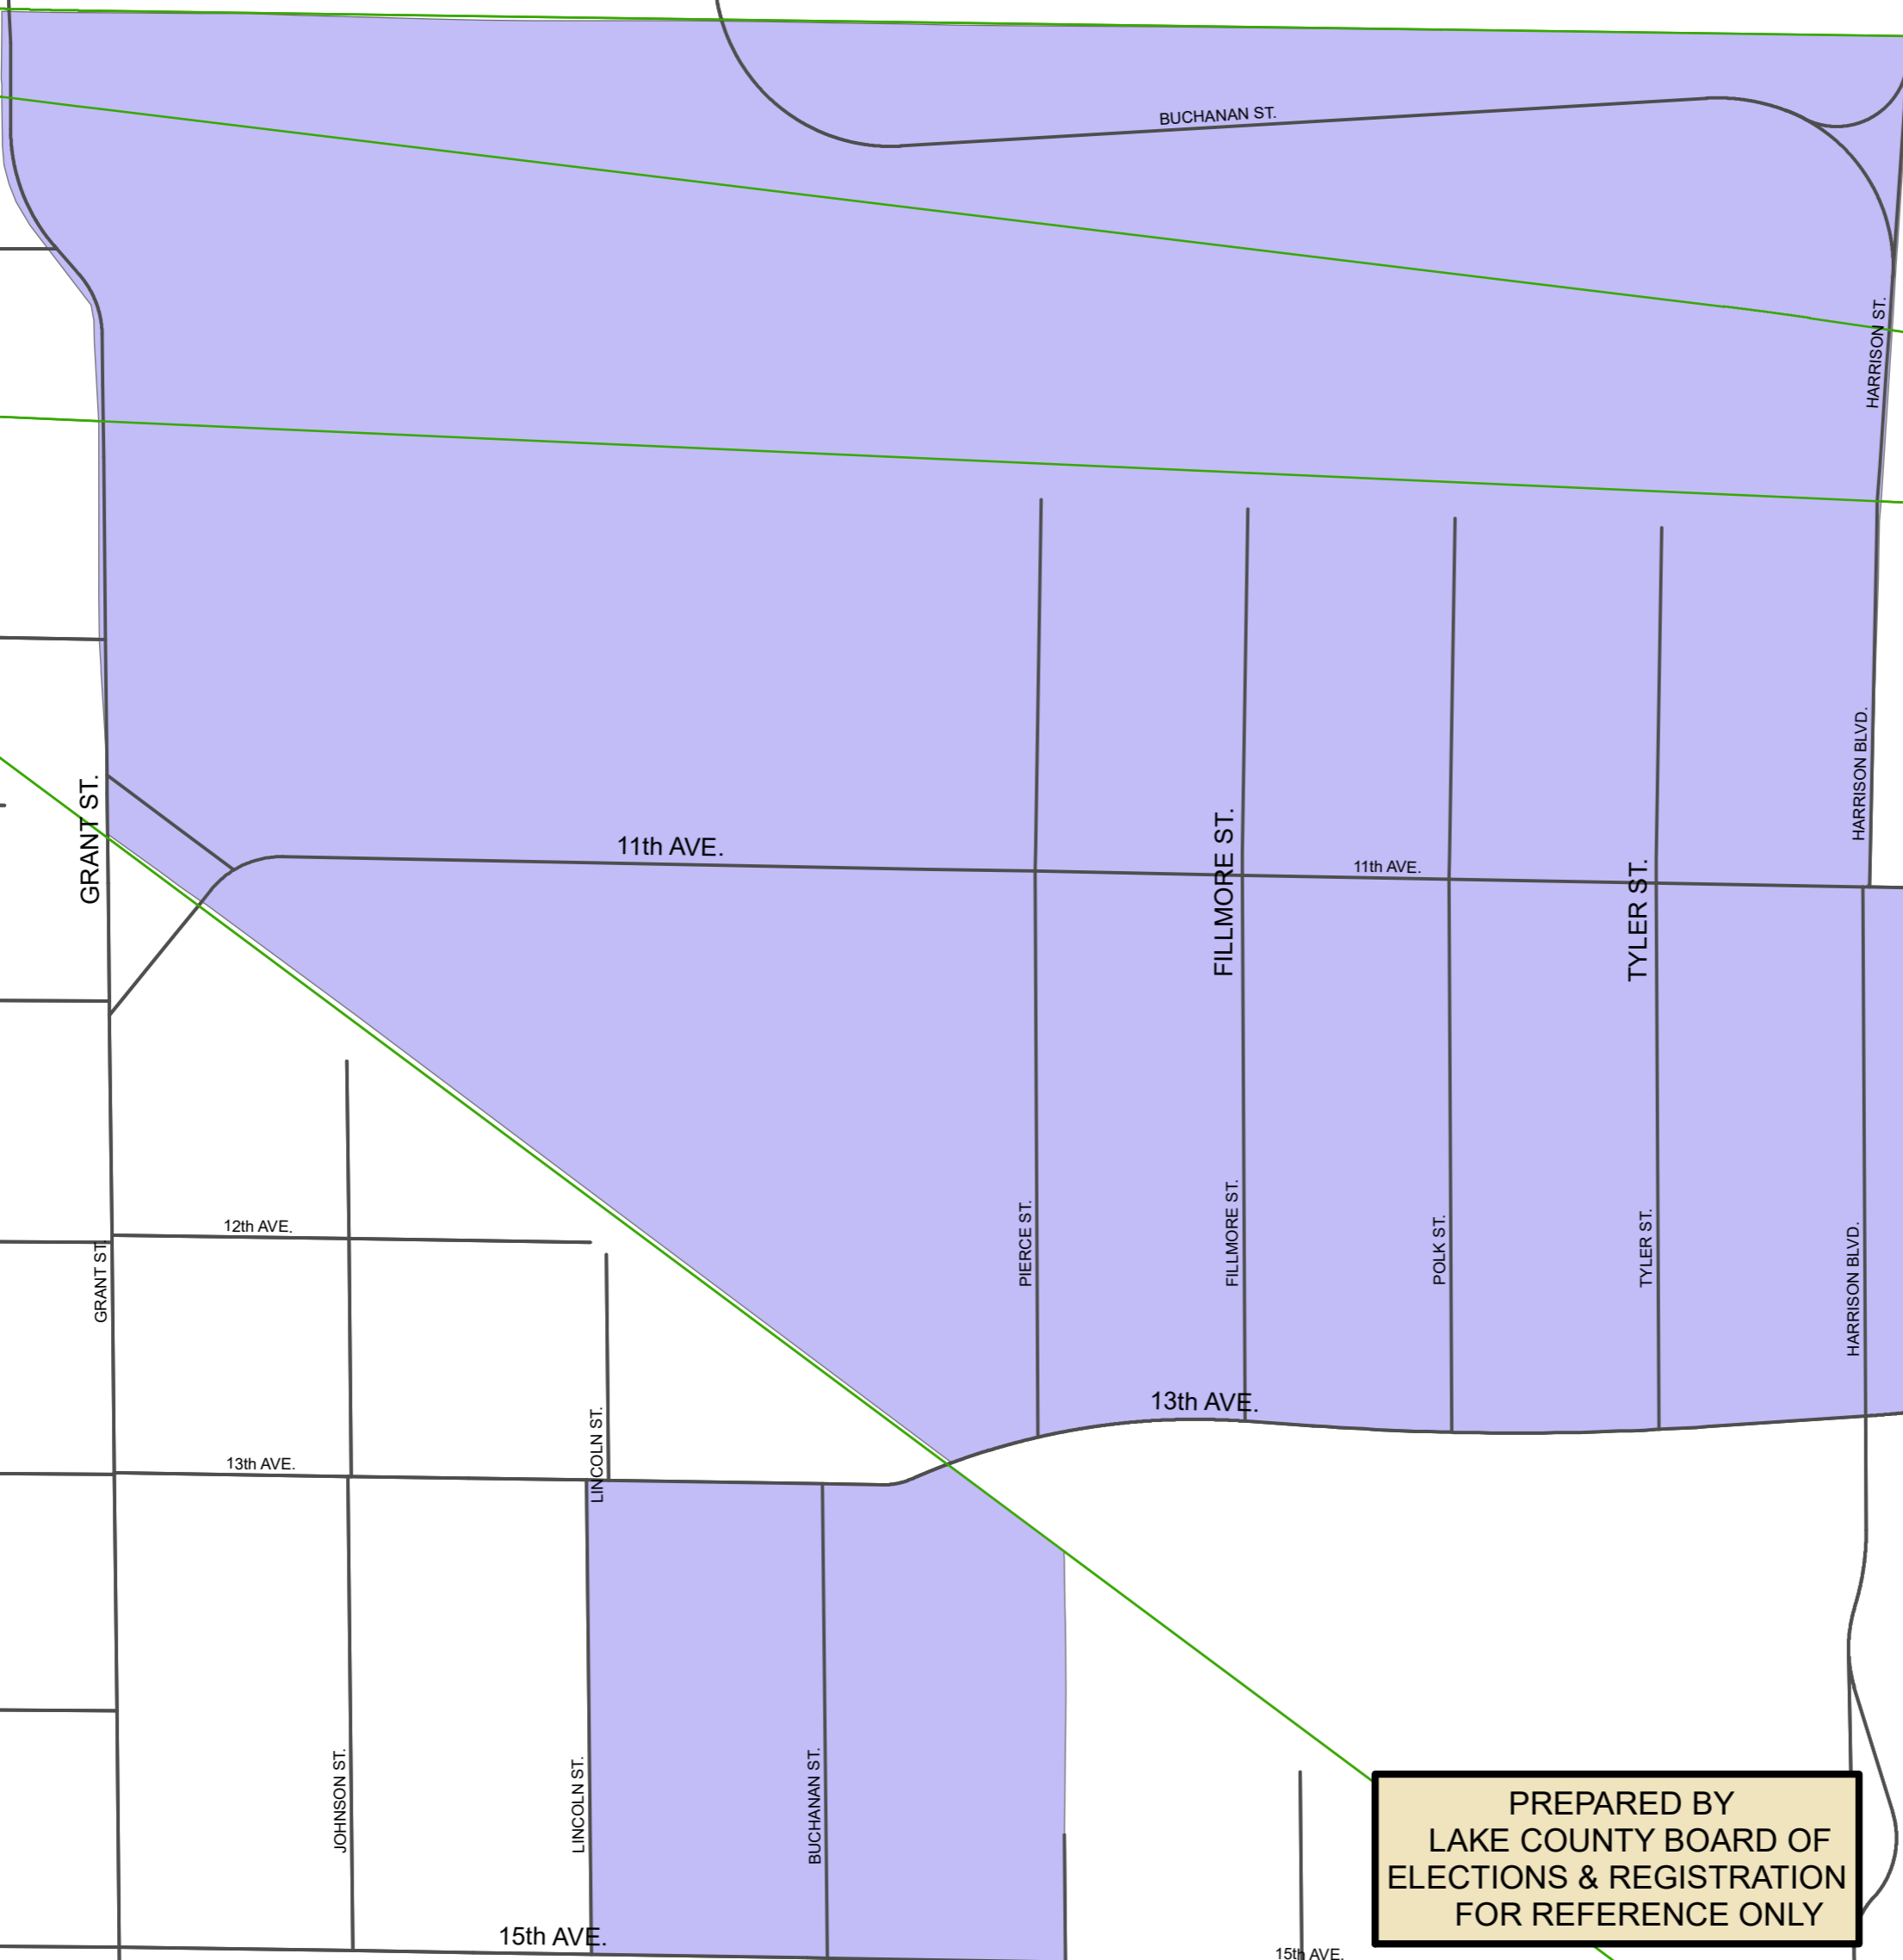 BUCHANAN ST.
HARRISON ST.
HARRISON BLVD.
GRANT ST.
11th AVE.
11th AVE.
FILLMORE ST.
TYLER ST.
12th AVE.
GRANT ST.
PIERCE ST.
FILLMORE ST.
POLK ST.
TYLER ST.
HARRISON BLVD.
13th AVE.
13th AVE.
LINCOLN ST.
JOHNSON ST.
LINCOLN ST.
BUCHANAN ST.
15th AVE.
15th AVE.
PREPARED BY
LAKE COUNTY BOARD OF
ELECTIONS & REGISTRATION
FOR REFERENCE ONLY